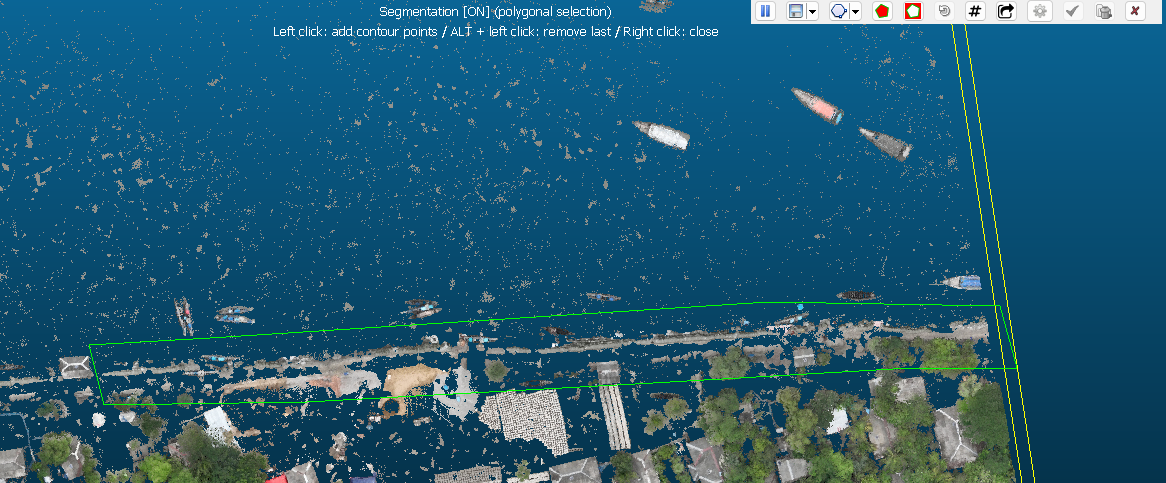 Segmentation [ON] (polygonal selection)
Left click: add contour points / ALT + left click: remove last / Right click: close